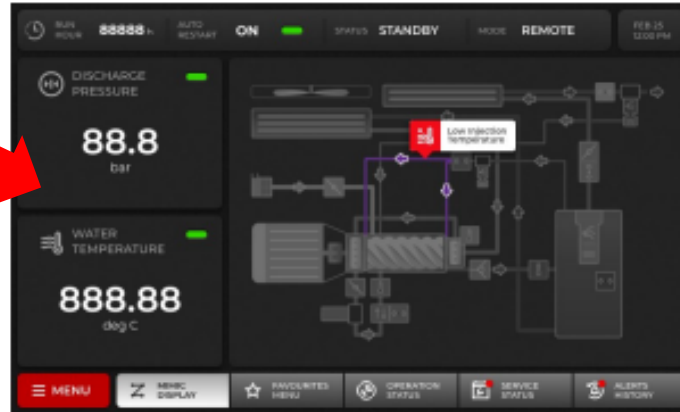 RUN HOUR 88888 h
AUTO RESTART ON
STATUS STANDBY
MODE REMOTE
FEB-25
12:00 PM
DISCHARGE
PRESSURE
88.8
bar
Low Injection
Temperature
WATER
TEMPERATURE
888.88
deg C
MENU
MIMIC
DISPLAY
FAVOURITES
MENU
OPERATION
STATUS
SERVICE
STATUS
ALERTS
HISTORY